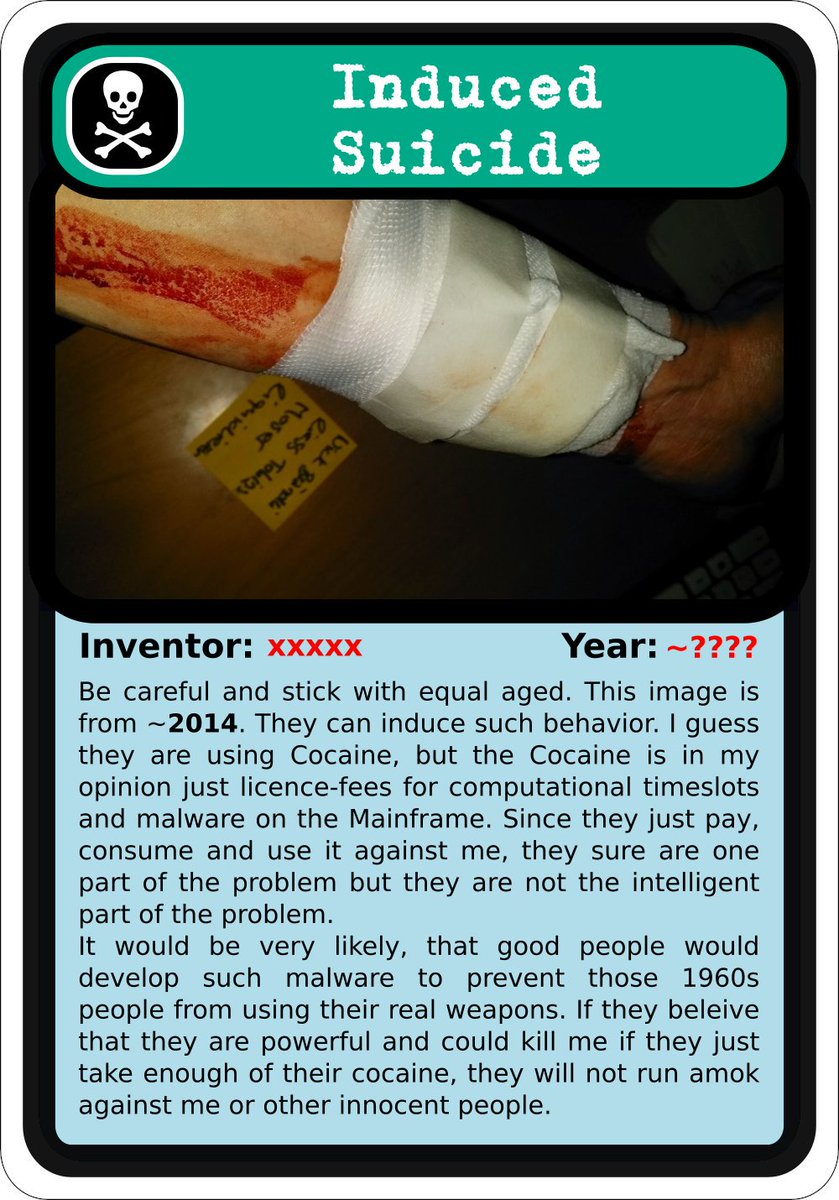 Induced
Suicide
Inventor: xxxxx
Year: ~????
Be careful and stick with equal aged. This image is
from ~2014. They can induce such behavior. I guess
they are using Cocaine, but the Cocaine is in my
opinion just licence-fees for computational timeslots
and malware on the Mainframe. Since they just pay,
consume and use it against me, they sure are one
part of the problem but they are not the intelligent
part of the problem.
It would be very likely, that good people would
develop such malware to prevent those 1960s
people from using their real weapons. If they beleive
that they are powerful and could kill me if they just
take enough of their cocaine, they will not run amok
against me or other innocent people.